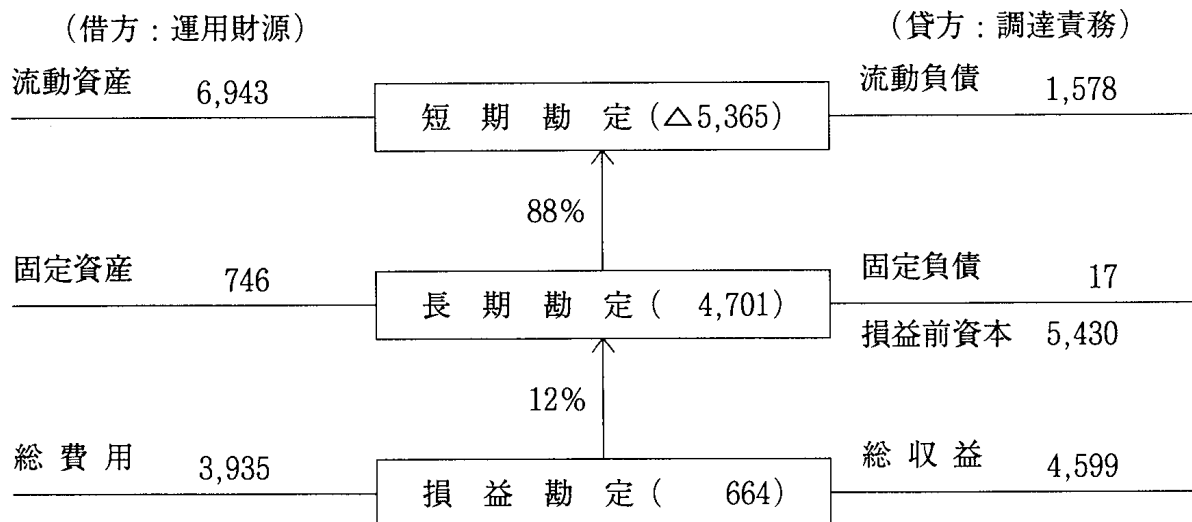 （借方：運用財源）　（貸方：調達責務）
流動資産　6,943　短期勘定（△5,365）　流動負債　1,578
88%
固定資産　746　長期勘定（　4,701）　固定負債　17
損益前資本　5,430
12%
総費用　3,935　損益勘定（　664）　総収益　4,599